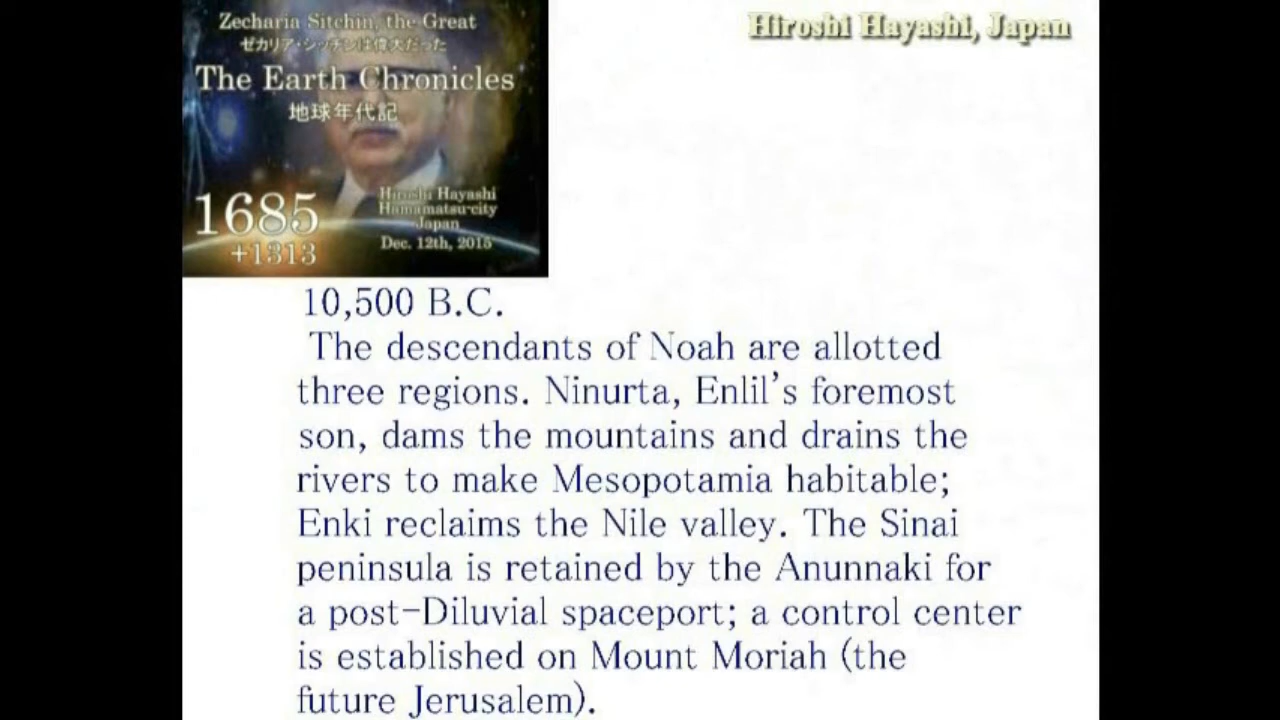 Zecharia Sitchin, the Great
ゼカリア・シッチンは偉大だった
The Earth Chronicles
地球年代記
1685
+1313
Hiroshi Hayashi
Hamamatsu-city
Japan
Dec. 12th, 2015
Hiroshi Hayashi, Japan
10,500 B.C.
The descendants of Noah are allotted
three regions. Ninurta, Enlil’s foremost
son, dams the mountains and drains the
rivers to make Mesopotamia habitable;
Enki reclaims the Nile valley. The Sinai
peninsula is retained by the Anunnaki for
a post-Diluvial spaceport; a control center
is established on Mount Moriah (the
future Jerusalem).